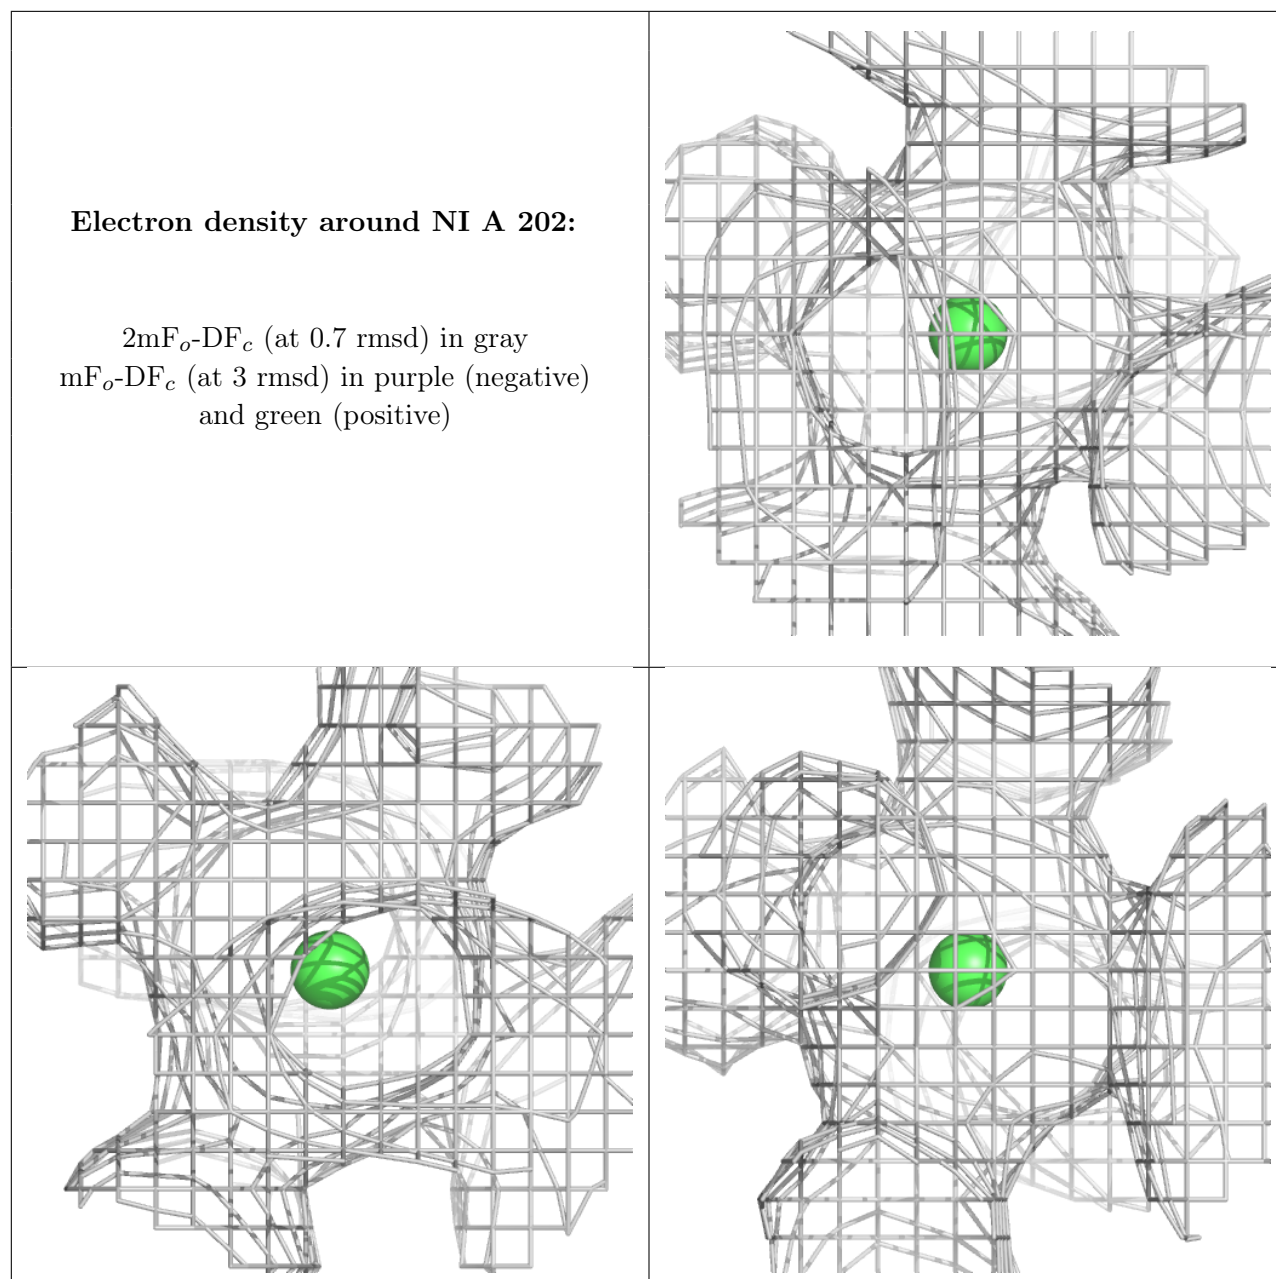 Electron density around NI A 202:
2mFo-DFc (at 0.7 rmsd) in gray
mFo-DFc (at 3 rmsd) in purple (negative)
and green (positive)